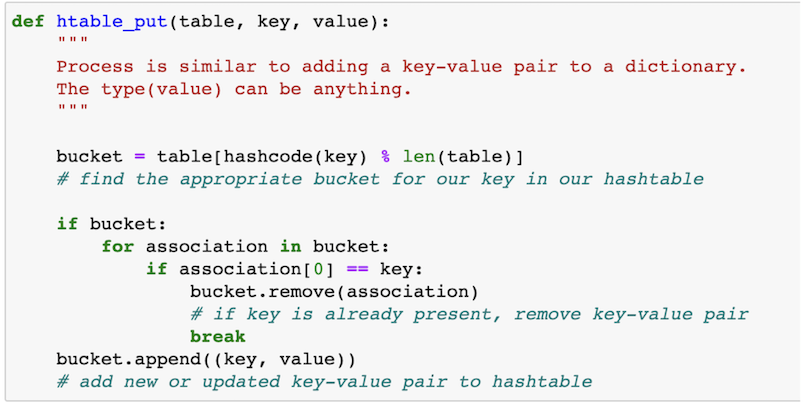 def htable_put(table, key, value):
    """
    Process is similar to adding a key-value pair to a dictionary.
    The type(value) can be anything.
    """
    bucket = table[hashcode(key) % len(table)]
    # find the appropriate bucket for our key in our hashtable
    if bucket:
        for association in bucket:
            if association[0] == key:
                bucket.remove(association)
                # if key is already present, remove key-value pair
                break
    bucket.append((key, value))
    # add new or updated key-value pair to hashtable